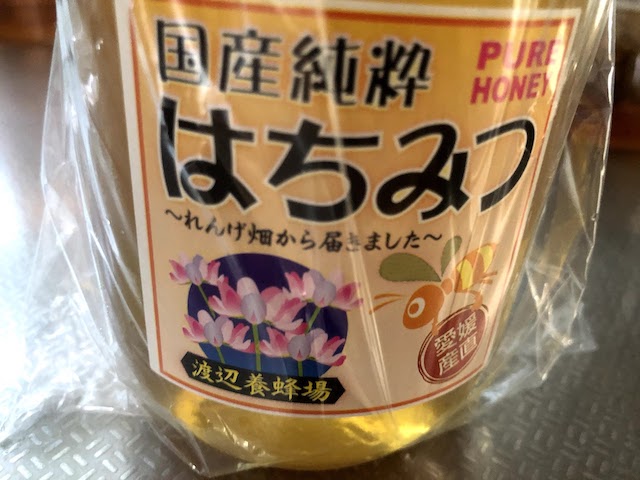 国産純粋
PURE
HONEY
はちみつ
〜れんげ畑から届きました〜
愛媛
産直
渡辺養蜂場